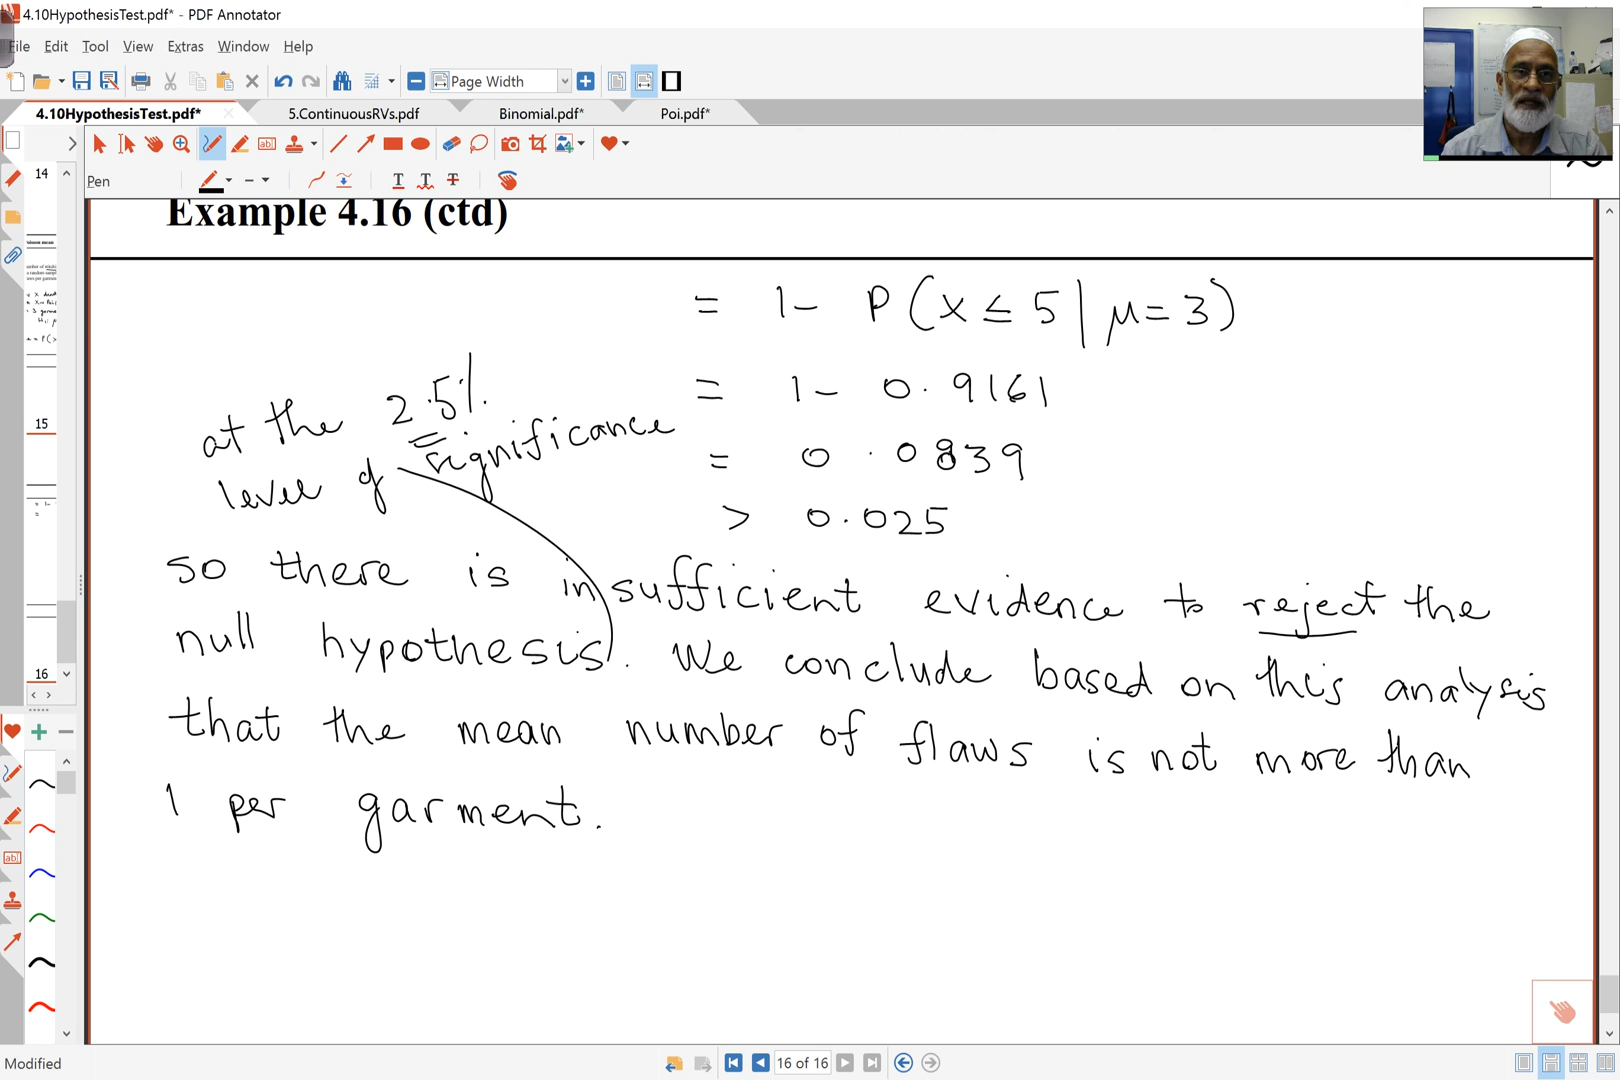 4.10HypothesisTest.pdf* - PDF Annotator
File Edit Tool View Extras Window Help
Page Width
4.10HypothesisTest.pdf* 5.ContinuousRVs.pdf Binomial.pdf* Poi.pdf*
Pen
14
15
16
Example 4.16 (ctd)
= 1 - P(X ≤ 5 | μ = 3)
= 1 - 0.9161
= 0.0839
> 0.025
at the 2.5%
level of significance
so there is insufficient evidence to reject the
null hypothesis. We conclude based on this analysis
that the mean number of flaws is not more than
1 per garment.
Modified
16 of 16